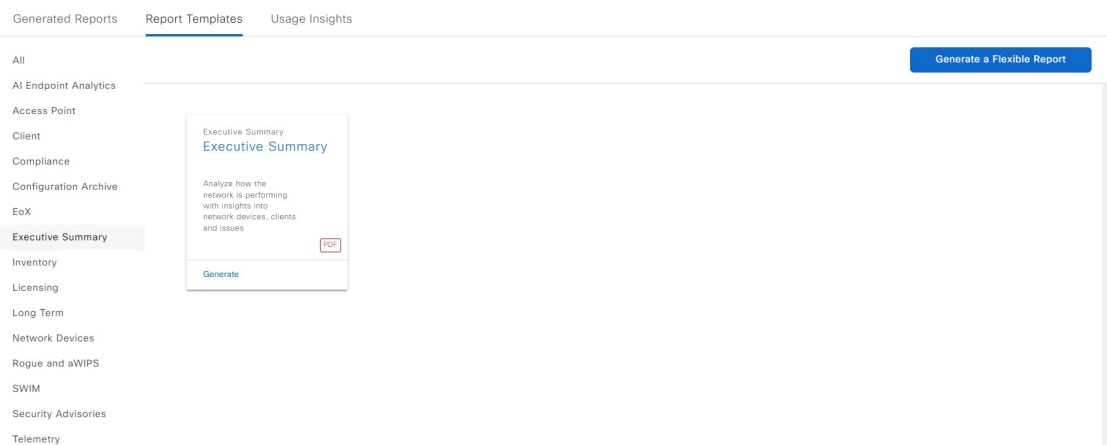 Generated Reports
Report Templates
Usage Insights
Generate a Flexible Report
All
AI Endpoint Analytics
Access Point
Client
Compliance
Configuration Archive
EoX
Executive Summary
Inventory
Licensing
Long Term
Network Devices
Rogue and aWIPS
SWIM
Security Advisories
Telemetry
Executive Summary
Executive Summary
Analyze how the
network is performing
with insights into
network devices, clients
and issues
PDF
Generate